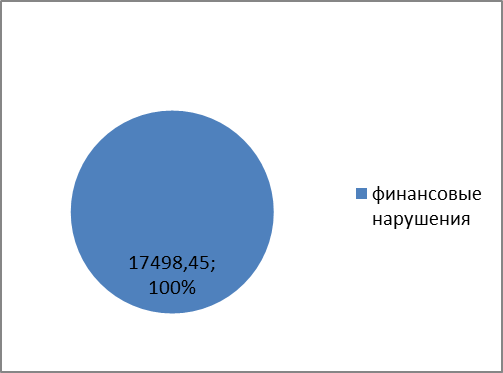 17498,45;
100%
финансовые
нарушения